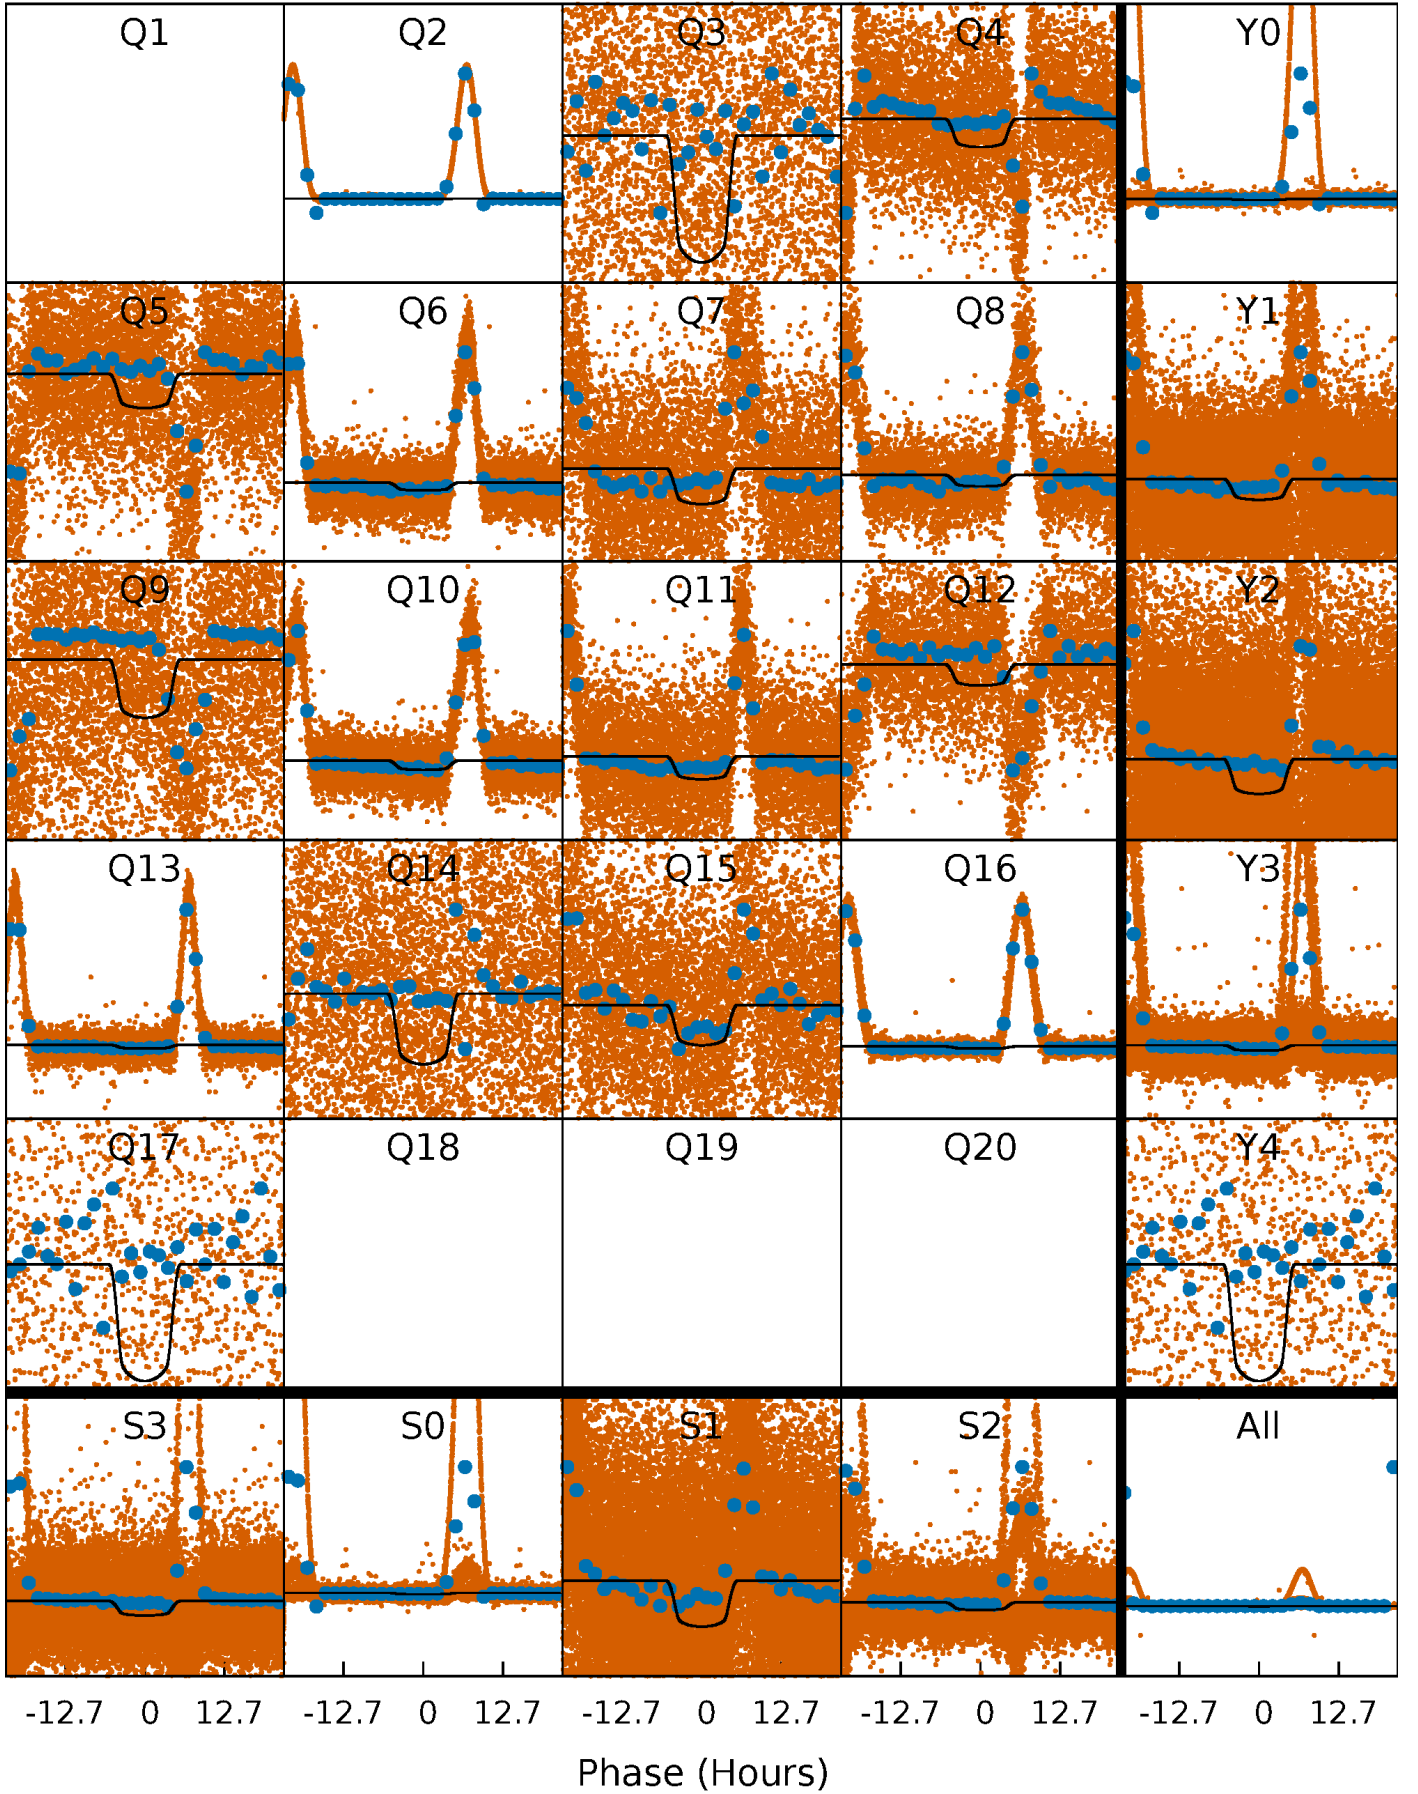 Q1 Q2 Q3 Q4 Y0
Q5 Q6 Q7 Q8 Y1
Q9 Q10 Q11 Q12 Y2
Q13 Q14 Q15 Q16 Y3
Q17 Q18 Q19 Q20 Y4
S3 S0 S1 S2 All
-12.7 0 12.7 -12.7 0 12.7 -12.7 0 12.7 -12.7 0 12.7 -12.7 0 12.7
Phase (Hours)